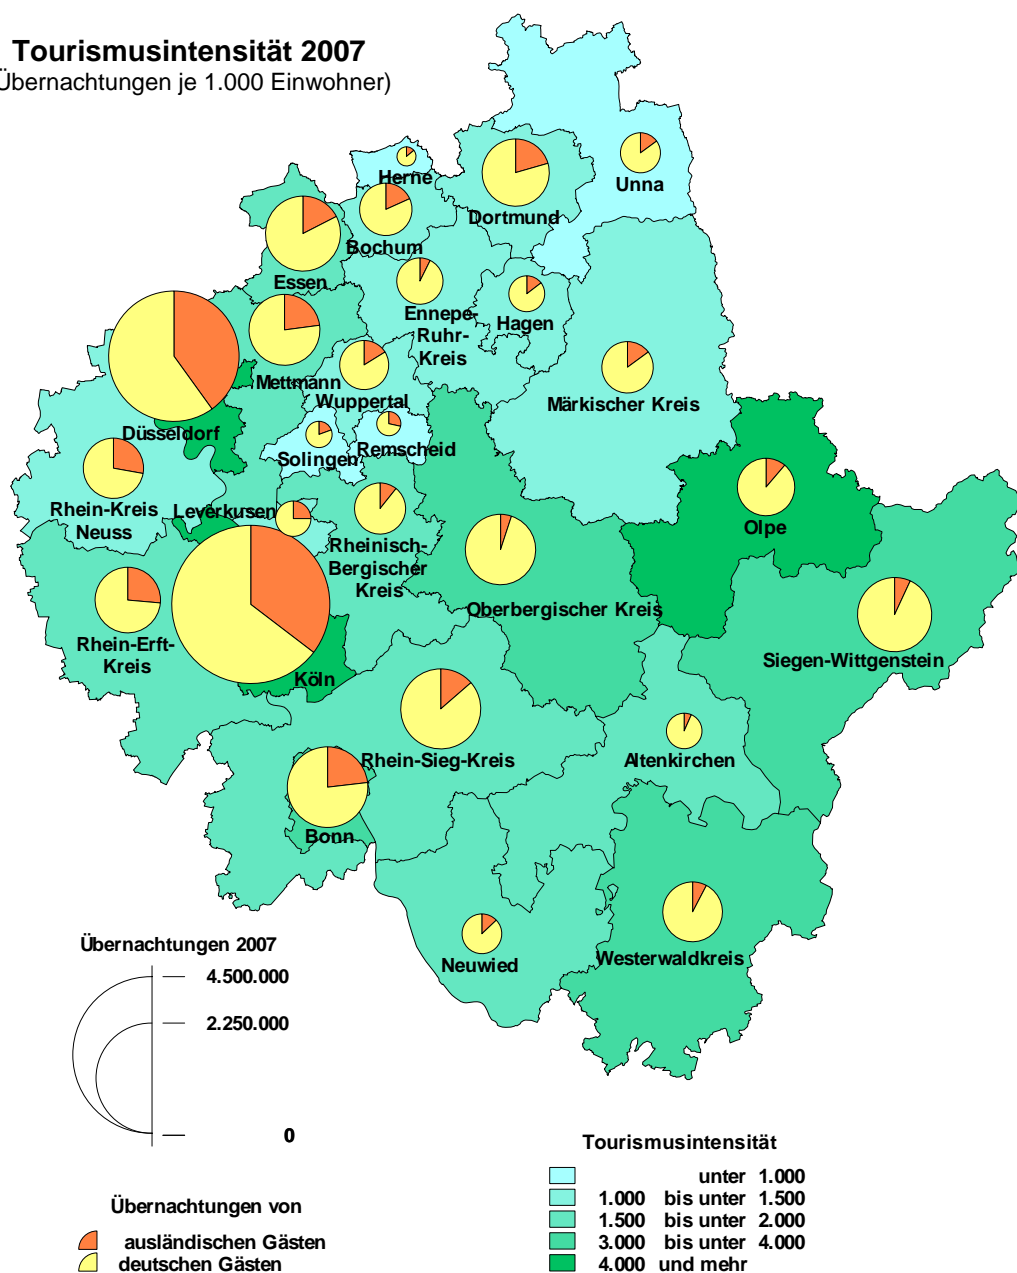 Tourismusintensität 2007
Übernachtungen je 1.000 Einwohner)
Herne
Unna
Dortmund
Bochum
Essen
Ennepe-
Ruhr-
Kreis
Hagen
Mettmann
Wuppertal
Märkischer Kreis
Düsseldorf
Solingen
Remscheid
Rhein-Kreis
Neuss
Leverkusen
Olpe
Rheinisch-
Bergischer
Kreis
Oberbergischer Kreis
Rhein-Erft-
Kreis
Siegen-Wittgenstein
Köln
Rhein-Sieg-Kreis
Altenkirchen
Bonn
Neuwied
Westerwaldkreis
Übernachtungen 2007
4.500.000
2.250.000
0
Übernachtungen von
ausländischen Gästen
deutschen Gästen
Tourismusintensität
unter 1.000
1.000 bis unter 1.500
1.500 bis unter 2.000
3.000 bis unter 4.000
4.000 und mehr